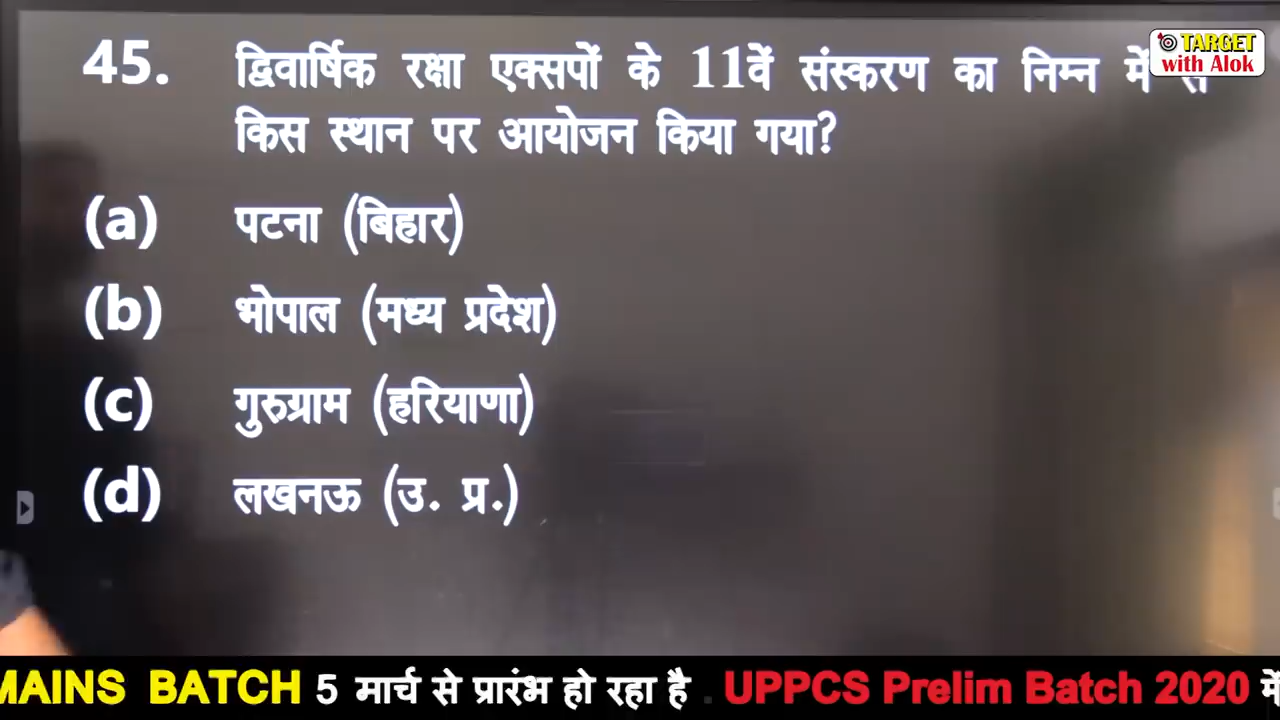 TARGET
with Alok
45. द्विवार्षिक रक्षा एक्सपों के 11वें संस्करण का निम्न में से
किस स्थान पर आयोजन किया गया?
(a) पटना (बिहार)
(b) भोपाल (मध्य प्रदेश)
(c) गुरुग्राम (हरियाणा)
(d) लखनऊ (उ. प्र.)
MAINS BATCH 5 मार्च से प्रारंभ हो रहा है . UPPCS Prelim Batch 2020 में